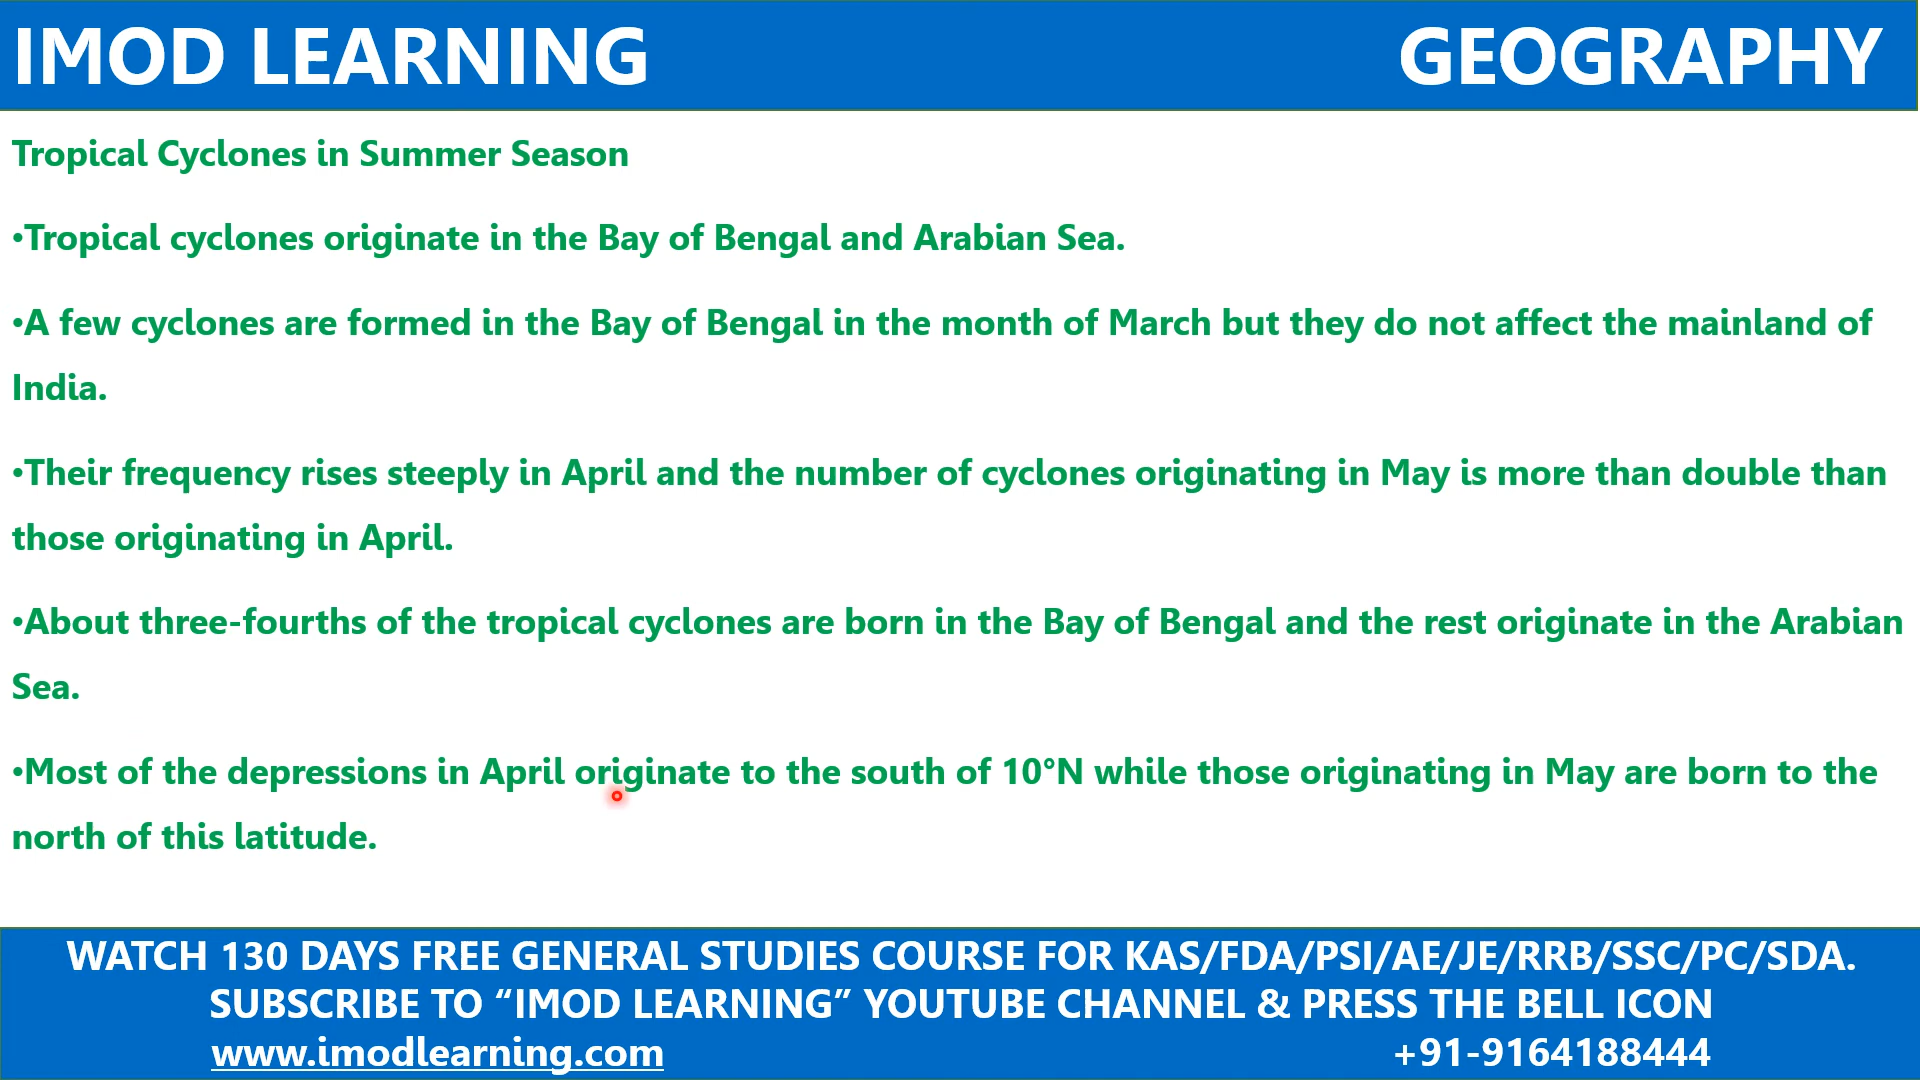 IMOD LEARNING GEOGRAPHY
Tropical Cyclones in Summer Season
•Tropical cyclones originate in the Bay of Bengal and Arabian Sea.
•A few cyclones are formed in the Bay of Bengal in the month of March but they do not affect the mainland of
India.
•Their frequency rises steeply in April and the number of cyclones originating in May is more than double than
those originating in April.
•About three-fourths of the tropical cyclones are born in the Bay of Bengal and the rest originate in the Arabian
Sea.
•Most of the depressions in April originate to the south of 10°N while those originating in May are born to the
north of this latitude.
WATCH 130 DAYS FREE GENERAL STUDIES COURSE FOR KAS/FDA/PSI/AE/JE/RRB/SSC/PC/SDA.
SUBSCRIBE TO “IMOD LEARNING” YOUTUBE CHANNEL & PRESS THE BELL ICON
www.imodlearning.com +91-9164188444